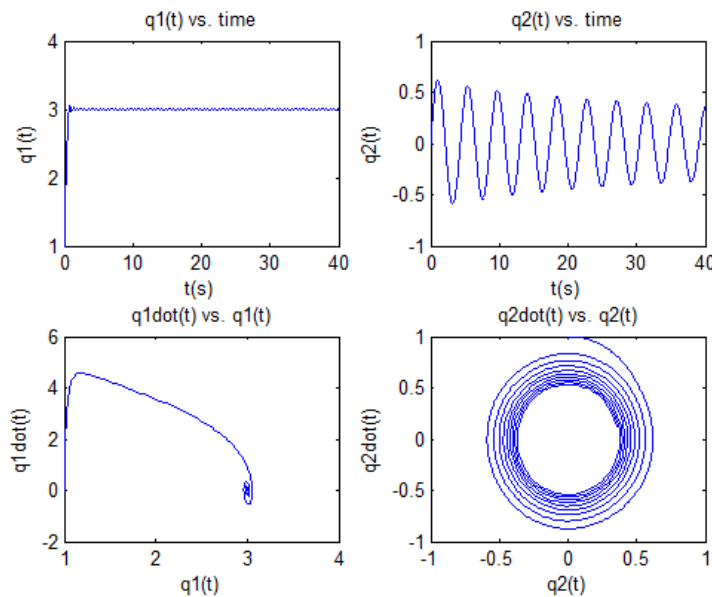 q1(t) vs. time
4
3
2
1
q1(t)
0 10 20 30 40
t(s)
q2(t) vs. time
1
0.5
0
-0.5
-1
q2(t)
0 10 20 30 40
t(s)
q1dot(t) vs. q1(t)
6
4
2
0
-2
q1dot(t)
1 2 3 4
q1(t)
q2dot(t) vs. q2(t)
1
0.5
0
-0.5
-1
q2dot(t)
-1 -0.5 0 0.5 1
q2(t)